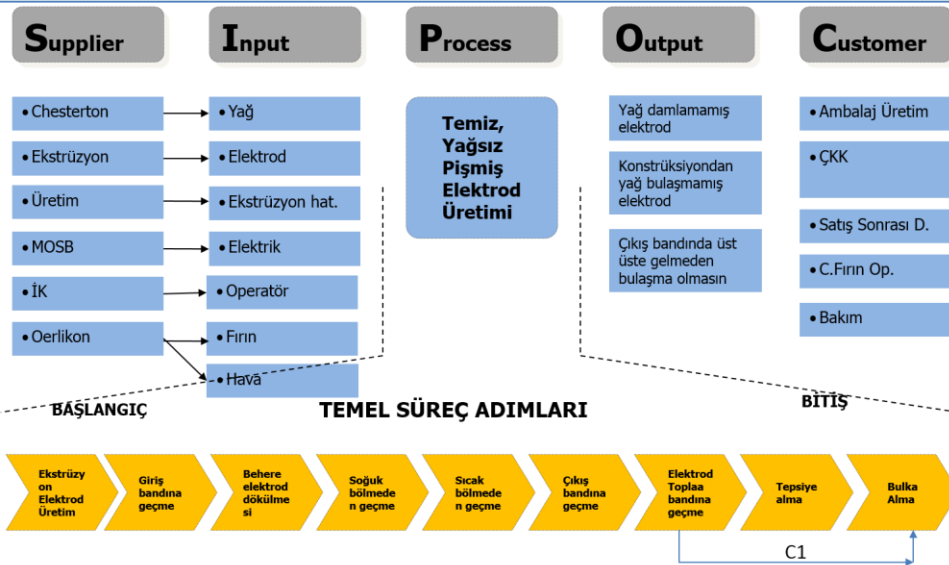 Supplier
Input
Process
Output
Customer
• Chesterton
• Ekstrüzyon
• Üretim
• MOSB
• İK
• Oerlikon
• Yağ
• Elektrod
• Ekstrüzyon hat.
• Elektrik
• Operatör
• Fırın
• Hava
Temiz,
Yağsız
Pişmiş
Elektrod
Üretimi
Yağ damlamamış
elektrod
Konstrüksiyondan
yağ bulaşmamış
elektrod
Çıkış bandında üst
üste gelmeden
bulaşma olmasın
• Ambalaj Üretim
• ÇKK
• Satış Sonrası D.
• C.Fırın Op.
• Bakım
BAŞLANGIÇ
TEMEL SÜREÇ ADIMLARI
BİTİŞ
Ekstrüzy
on
Elektrod
Üretim
Giriş
bandına
geçme
Behere
elektrod
dökülme
si
Soğuk
bölmede
n geçme
Sıcak
bölmede
n geçme
Çıkış
bandına
geçme
Elektrod
Toplaa
bandına
geçme
Tepsiye
alma
Bulka
Alma
C1